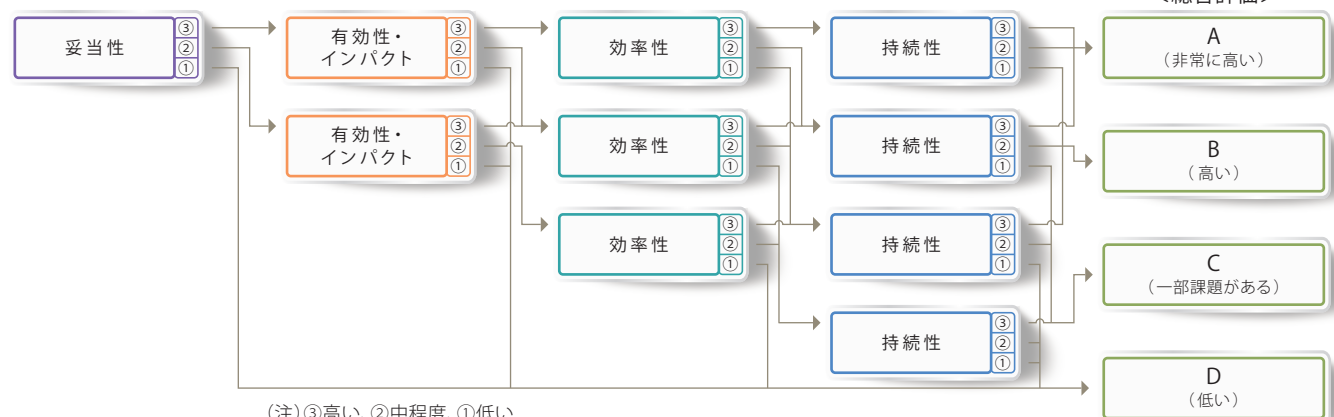 <総合評価>
妥当性
③
②
①
有効性・
インパクト
③
②
①
効率性
③
②
①
持続性
③
②
①
A
（非常に高い）
有効性・
インパクト
③
②
①
効率性
③
②
①
持続性
③
②
①
B
（高い）
効率性
③
②
①
持続性
③
②
①
C
（一部課題がある）
持続性
③
②
①
D
（低い）
（注）③高い、②中程度、①低い